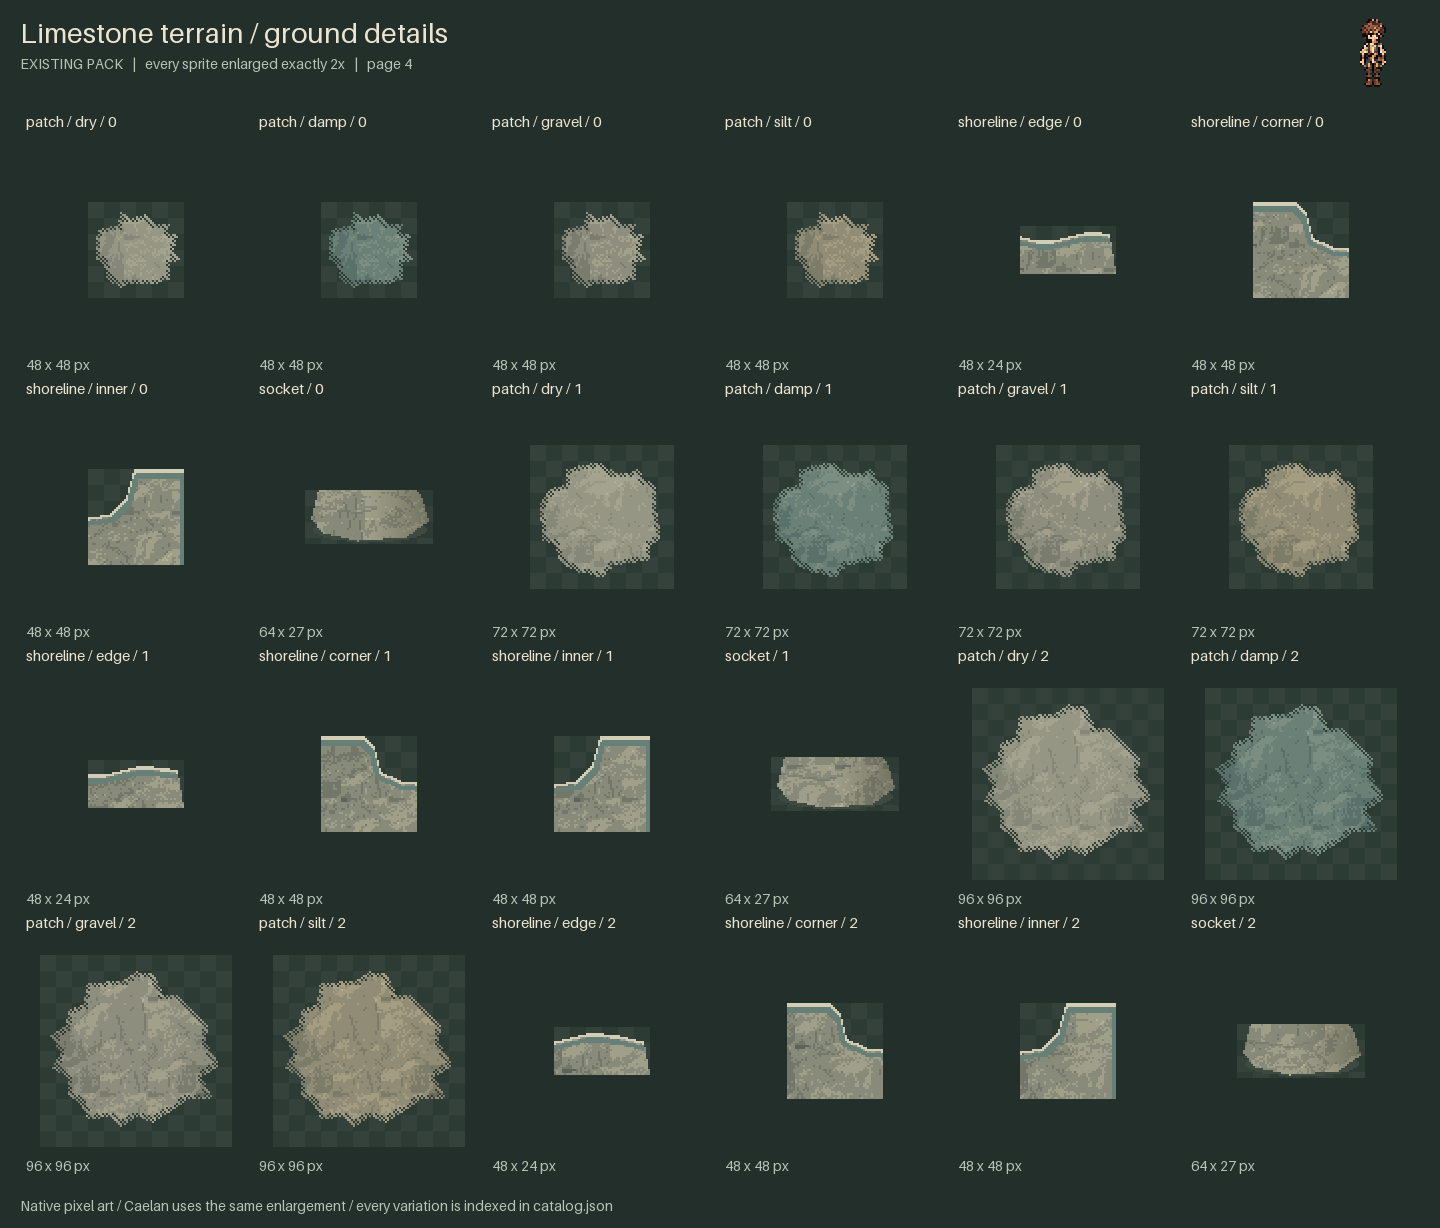 Limestone terrain / ground details
EXISTING PACK | every sprite enlarged exactly 2x | page 4
patch / dry / 0
patch / damp / 0
patch / gravel / 0
patch / silt / 0
shoreline / edge / 0
shoreline / corner / 0
48 x 48 px
48 x 48 px
48 x 48 px
48 x 48 px
48 x 24 px
48 x 48 px
shoreline / inner / 0
socket / 0
patch / dry / 1
patch / damp / 1
patch / gravel / 1
patch / silt / 1
48 x 48 px
64 x 27 px
72 x 72 px
72 x 72 px
72 x 72 px
72 x 72 px
shoreline / edge / 1
shoreline / corner / 1
shoreline / inner / 1
socket / 1
patch / dry / 2
patch / damp / 2
48 x 24 px
48 x 48 px
48 x 48 px
64 x 27 px
96 x 96 px
96 x 96 px
patch / gravel / 2
patch / silt / 2
shoreline / edge / 2
shoreline / corner / 2
shoreline / inner / 2
socket / 2
96 x 96 px
96 x 96 px
48 x 24 px
48 x 48 px
48 x 48 px
64 x 27 px
Native pixel art / Caelan uses the same enlargement / every variation is indexed in catalog.json